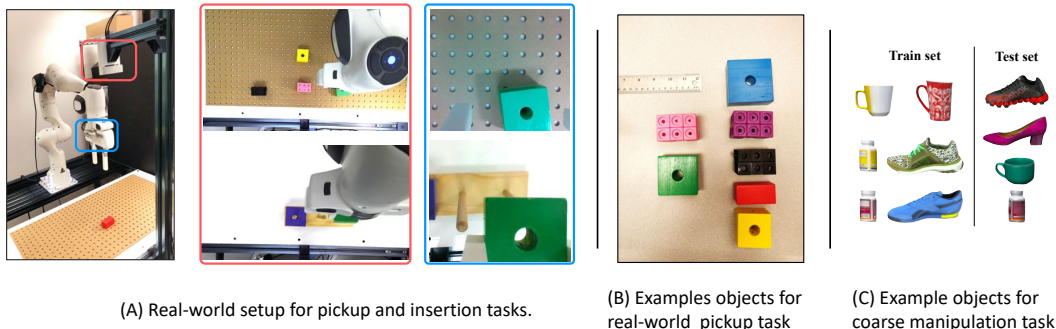 Train set
Test set
(A) Real-world setup for pickup and insertion tasks.
(B) Examples objects for
real-world pickup task
(C) Example objects for
coarse manipulation task